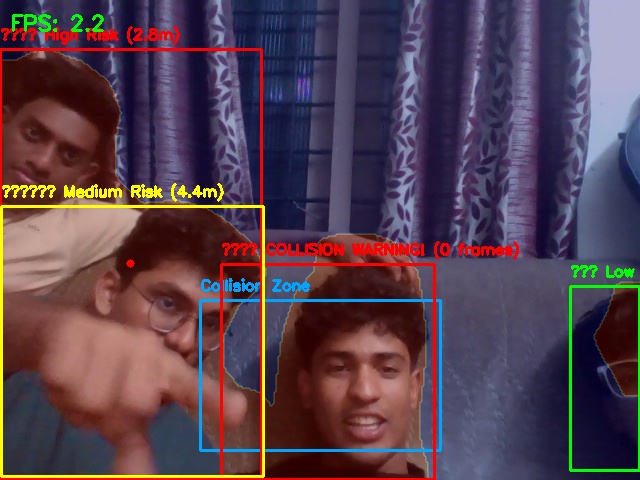 FPS: 2.2
???? High Risk (2.8m)
?????? Medium Risk (4.4m)
???? COLLISION WARNING! (0 frames)
??? Low
Collision Zone